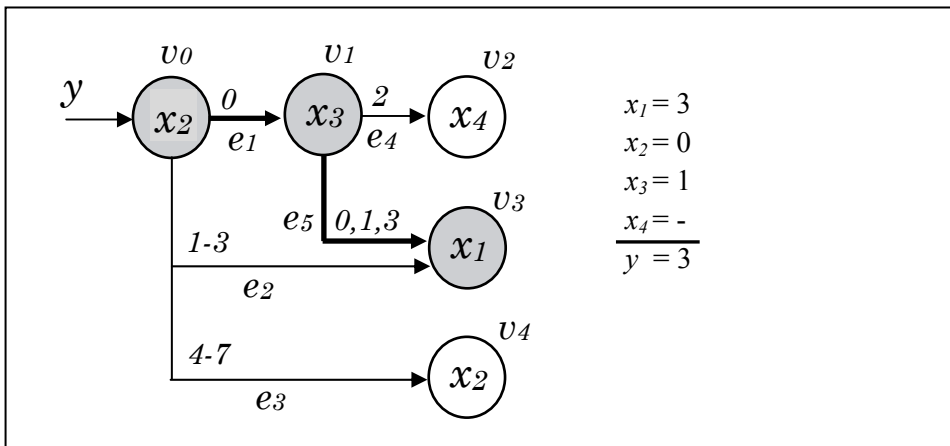 v0 v1 v2
y x2 0 e1 x3 2 e4 x4
v3
e5 0,1,3 x1
1-3
e2
v4
4-7 x2
e3
x1 = 3
x2 = 0
x3 = 1
x4 = -
y = 3